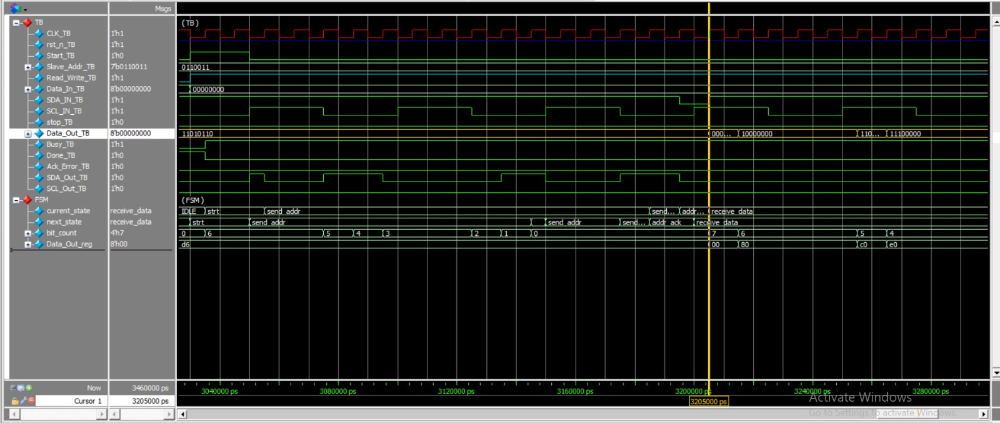 Msgs
TB (TB)
CLK_TB 1'h1
rst_n_TB 1'h1
Start_TB 1'h0
Slave_Addr_TB 7'b0110011 0110011
Read_Write_TB 1'h1
Data_In_TB 8'b00000000 00000000
SDA_IN_TB 1'h1
SCL_IN_TB 1'h1
stop_TB 1'h0
Data_Out_TB 8'b00000000 11010110 000... 10000000 110... 11100000
Busy_TB 1'h1
Done_TB 1'h0
Ack_Error_TB 1'h0
SDA_Out_TB 1'h0
SCL_Out_TB 1'h0
FSM (FSM)
current_state receive_data IDLE strt send_addr send... addr... receive_data
next_state receive_data strt send_addr send_addr send... addr_ack receive_data
bit_count 4'h7 0 6 5 4 3 2 1 0 7 6 5 4
Data_Out_reg 8'h00 d6 00 80 c0 e0
Now 3460000 ps 3040000 ps 3080000 ps 3120000 ps 3160000 ps 3200000 ps 3240000 ps 3280000 ps
Cursor 1 3205000 ps 3205000 ps
Activate Windows
Go to Settings to activate Windows.